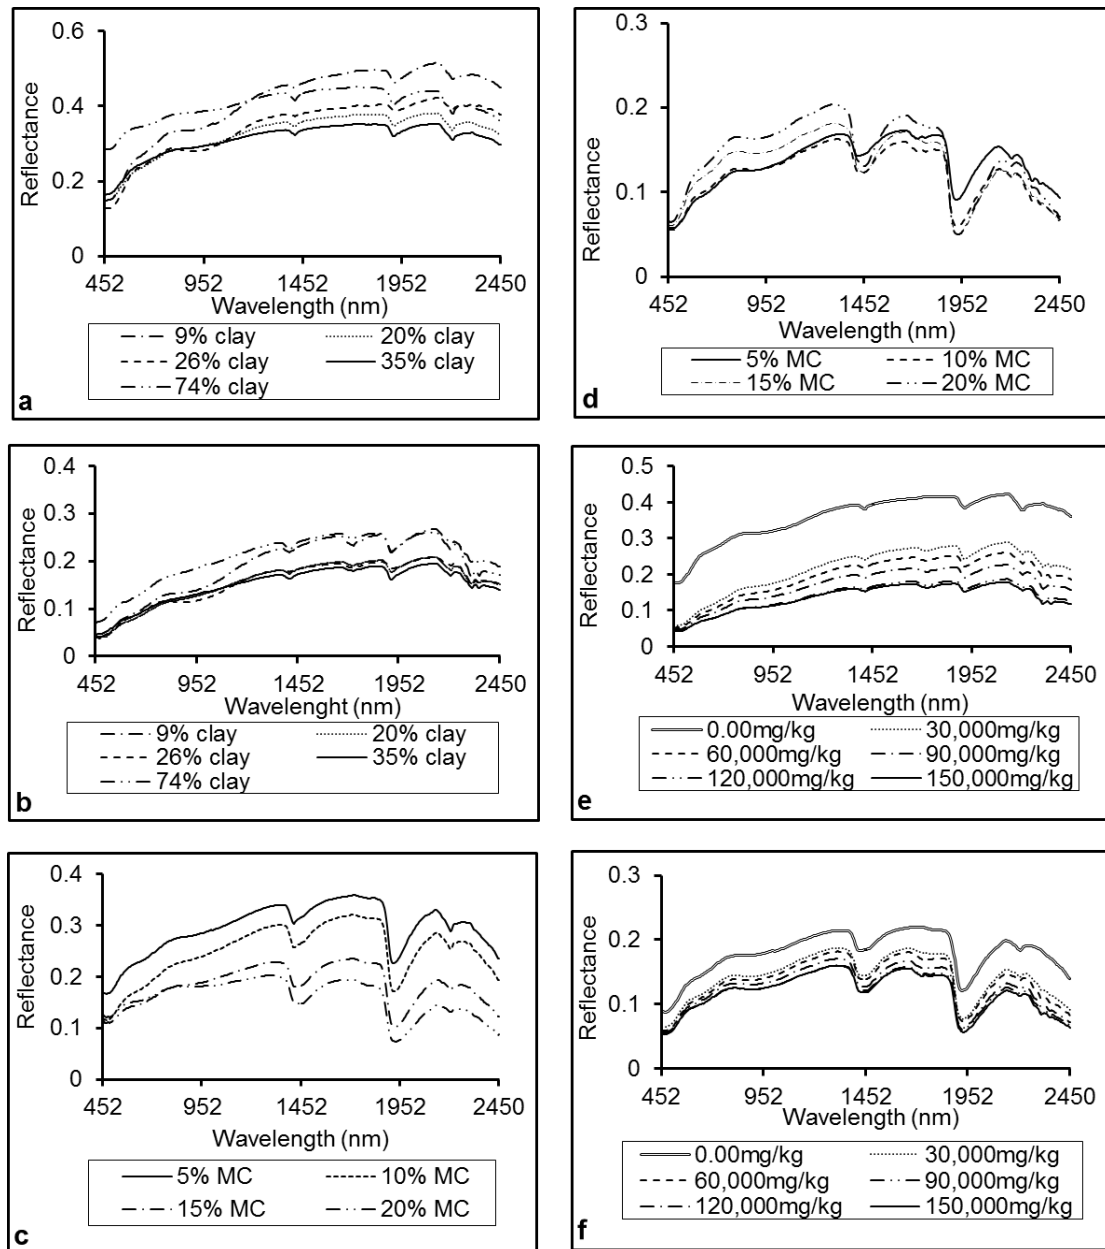 0.6
0.4
0.2
0
Reflectance
452 952 1452 1952 2450
Wavelength (nm)
9% clay 20% clay
26% clay 35% clay
74% clay
a
0.3
0.2
0.1
0
Reflectance
452 952 1452 1952 2450
Wavelength (nm)
5% MC 10% MC
15% MC 20% MC
d
0.4
0.3
0.2
0.1
0
Reflectance
452 952 1452 1952 2450
Wavelenght (nm)
9% clay 20% clay
26% clay 35% clay
74% clay
b
0.5
0.4
0.3
0.2
0.1
0
Reflectance
452 952 1452 1952 2450
Wavelength (nm)
0.00mg/kg 30,000mg/kg
60,000mg/kg 90,000mg/kg
120,000mg/kg 150,000mg/kg
e
0.4
0.3
0.2
0.1
0
Reflectance
452 952 1452 1952 2450
Wavelength (nm)
5% MC 10% MC
15% MC 20% MC
c
0.3
0.2
0.1
0
Reflectance
452 952 1452 1952 2450
Wavelength (nm)
0.00mg/kg 30,000mg/kg
60,000mg/kg 90,000mg/kg
120,000mg/kg 150,000mg/kg
f